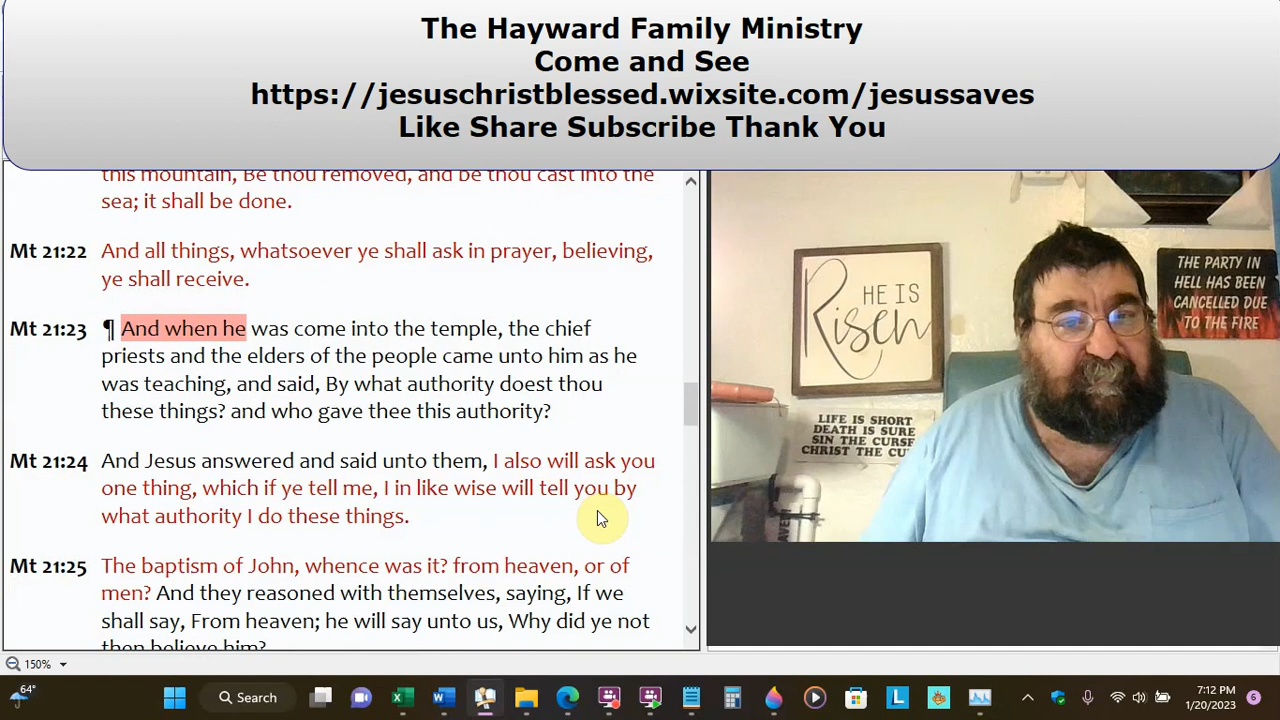 The Hayward Family Ministry
Come and See
https://jesuschristblessed.wixsite.com/jesussaves
Like Share Subscribe Thank You
this mountain, Be thou removed, and be thou cast into the
sea; it shall be done.
Mt 21:22 And all things, whatsoever ye shall ask in prayer, believing,
ye shall receive.
Mt 21:23 ¶ And when he was come into the temple, the chief
priests and the elders of the people came unto him as he
was teaching, and said, By what authority doest thou
these things? and who gave thee this authority?
Mt 21:24 And Jesus answered and said unto them, I also will ask you
one thing, which if ye tell me, I in like wise will tell you by
what authority I do these things.
Mt 21:25 The baptism of John, whence was it? from heaven, or of
men? And they reasoned with themselves, saying, If we
shall say, From heaven; he will say unto us, Why did ye not
then believe him?
HE IS
Risen
THE PARTY IN
HELL HAS BEEN
CANCELLED DUE
TO THE FIRE
LIFE IS SHORT
DEATH IS SURE
SIN THE CURSE
CHRIST THE CU
150%
64°
Search
7:12 PM
1/20/2023
6